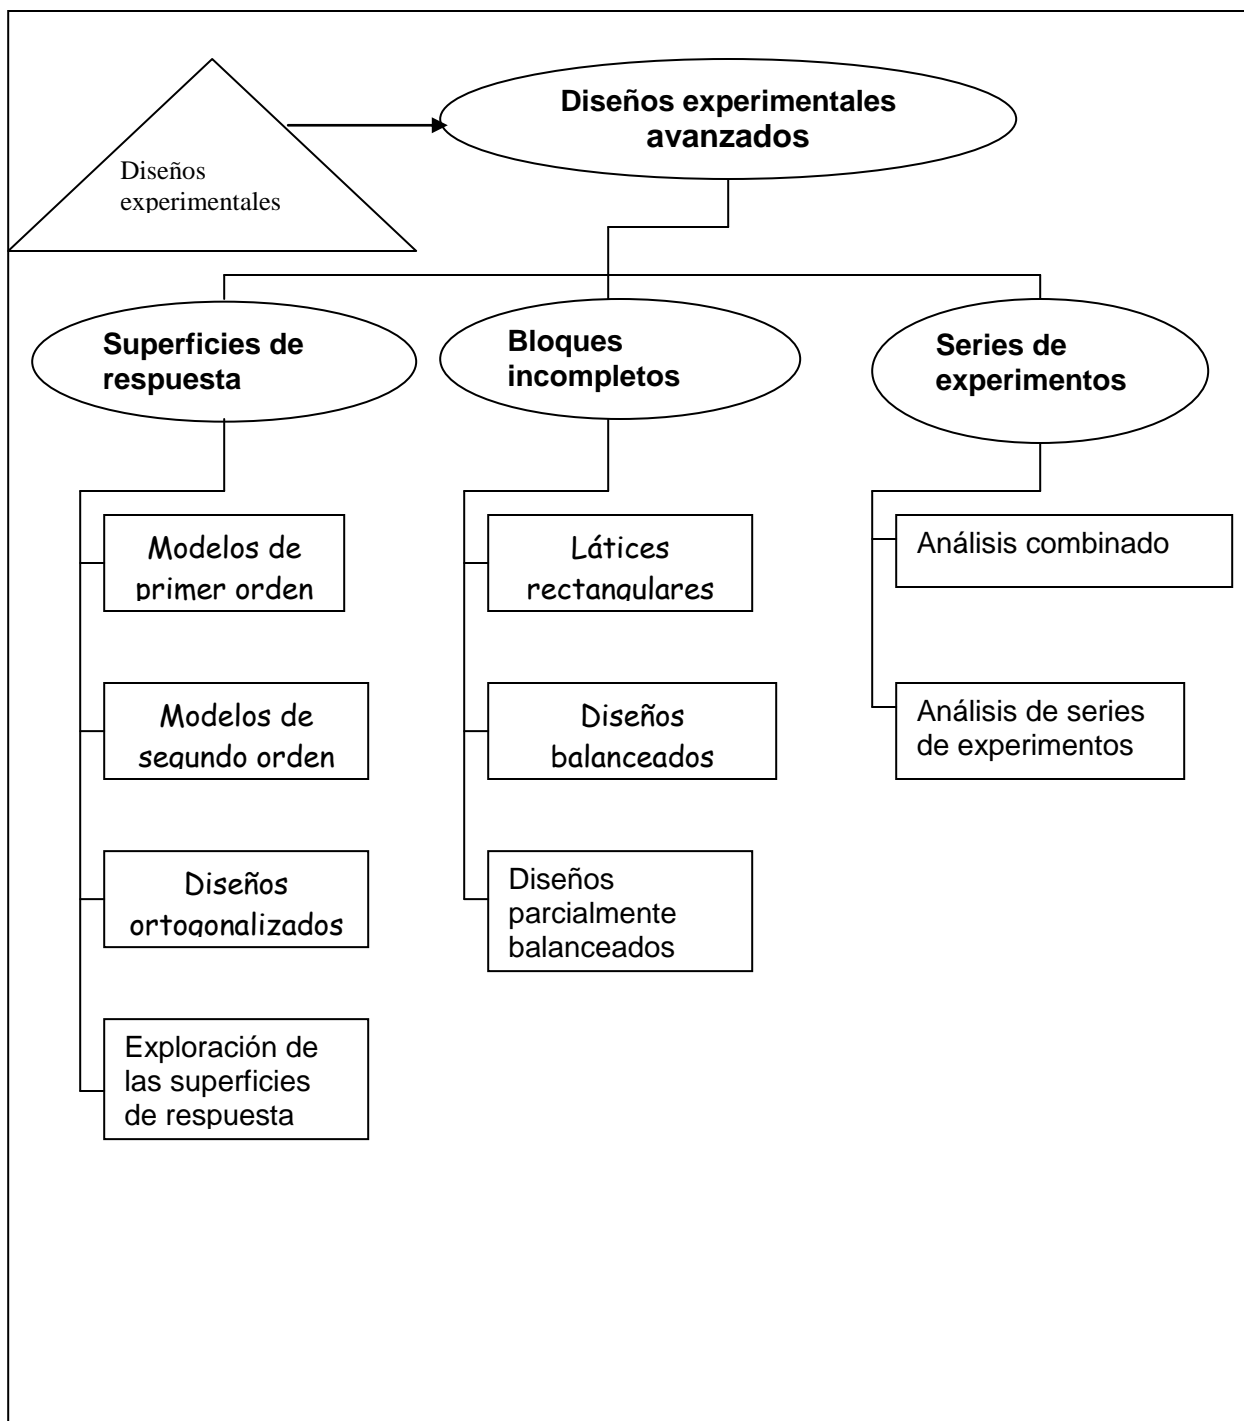 Diseños experimentales
avanzados
Diseños
experimentales
Superficies de
respuesta
Bloques
incompletos
Series de
experimentos
Modelos de
primer orden
Látices
rectangulares
Análisis combinado
Modelos de
segundo orden
Diseños
balanceados
Análisis de series
de experimentos
Diseños
ortogonalizados
Diseños
parcialmente
balanceados
Exploración de
las superficies
de respuesta